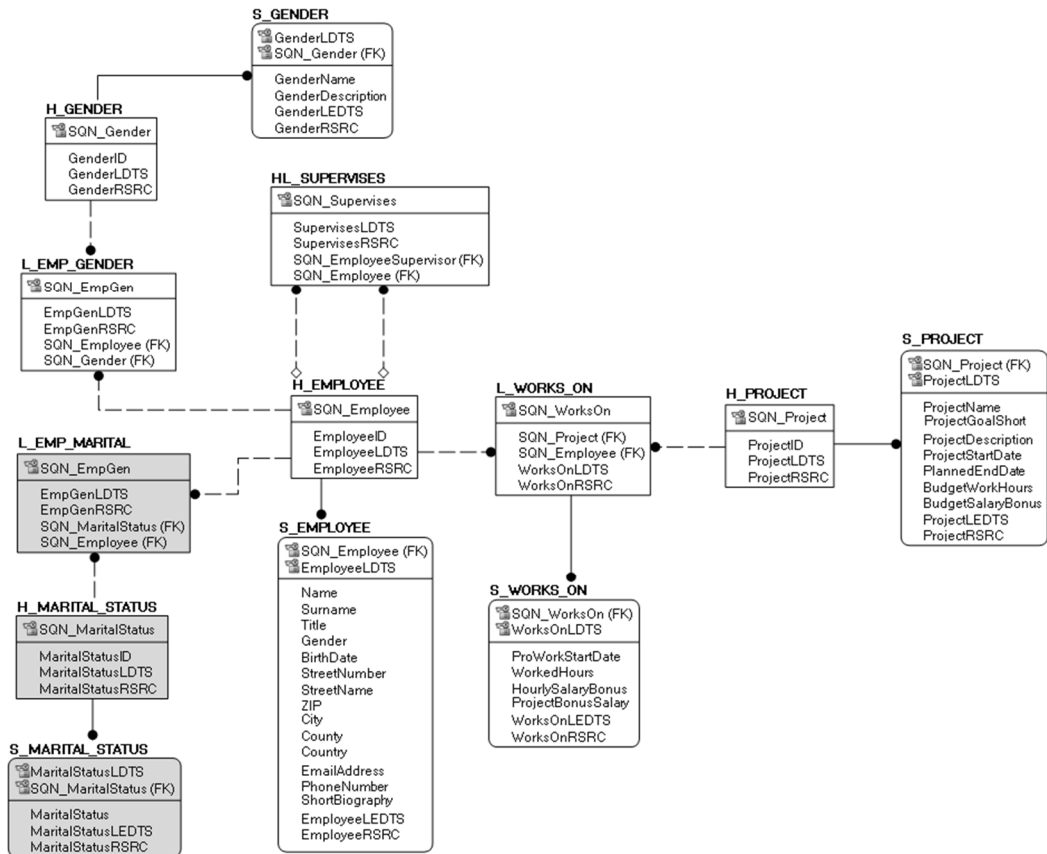 S_GENDER
GenderLDTS
SQN_Gender (FK)
GenderName
GenderDescription
GenderLEDTS
GenderRSRC
H_GENDER
SQN_Gender
GenderID
GenderLDTS
GenderRSRC
HL_SUPERVISES
SQN_Supervises
SupervisesLDTS
SupervisesRSRC
SQN_EmployeeSupervisor (FK)
SQN_Employee (FK)
L_EMP_GENDER
SQN_EmpGen
EmpGenLDTS
EmpGenRSRC
SQN_Employee (FK)
SQN_Gender (FK)
H_EMPLOYEE
SQN_Employee
EmployeeID
EmployeeLDTS
EmployeeRSRC
L_WORKS_ON
SQN_WorksOn
SQN_Project (FK)
SQN_Employee (FK)
WorksOnLDTS
WorksOnRSRC
H_PROJECT
SQN_Project
ProjectID
ProjectLDTS
ProjectRSRC
S_PROJECT
SQN_Project (FK)
ProjectLDTS
ProjectName
ProjectGoalShort
ProjectDescription
ProjectStartDate
PlannedEndDate
BudgetWorkHours
BudgetSalaryBonus
ProjectLEDTS
ProjectRSRC
L_EMP_MARITAL
SQN_EmpGen
EmpGenLDTS
EmpGenRSRC
SQN_MaritalStatus (FK)
SQN_Employee (FK)
S_EMPLOYEE
SQN_Employee (FK)
EmployeeLDTS
Name
Surname
Title
Gender
BirthDate
StreetNumber
StreetName
ZIP
City
County
Country
EmailAddress
PhoneNumber
ShortBiography
EmployeeLEDTS
EmployeeRSRC
S_WORKS_ON
SQN_WorksOn (FK)
WorksOnLDTS
ProWorkStartDate
WorkedHours
HourlySalaryBonus
ProjectBonusSalary
WorksOnLEDTS
WorksOnRSRC
H_MARITAL_STATUS
SQN_MaritalStatus
MaritalStatusID
MaritalStatusLDTS
MaritalStatusRSRC
S_MARITAL_STATUS
MaritalStatusLDTS
SQN_MaritalStatus (FK)
MaritalStatus
MaritalStatusLEDTS
MaritalStatusRSRC